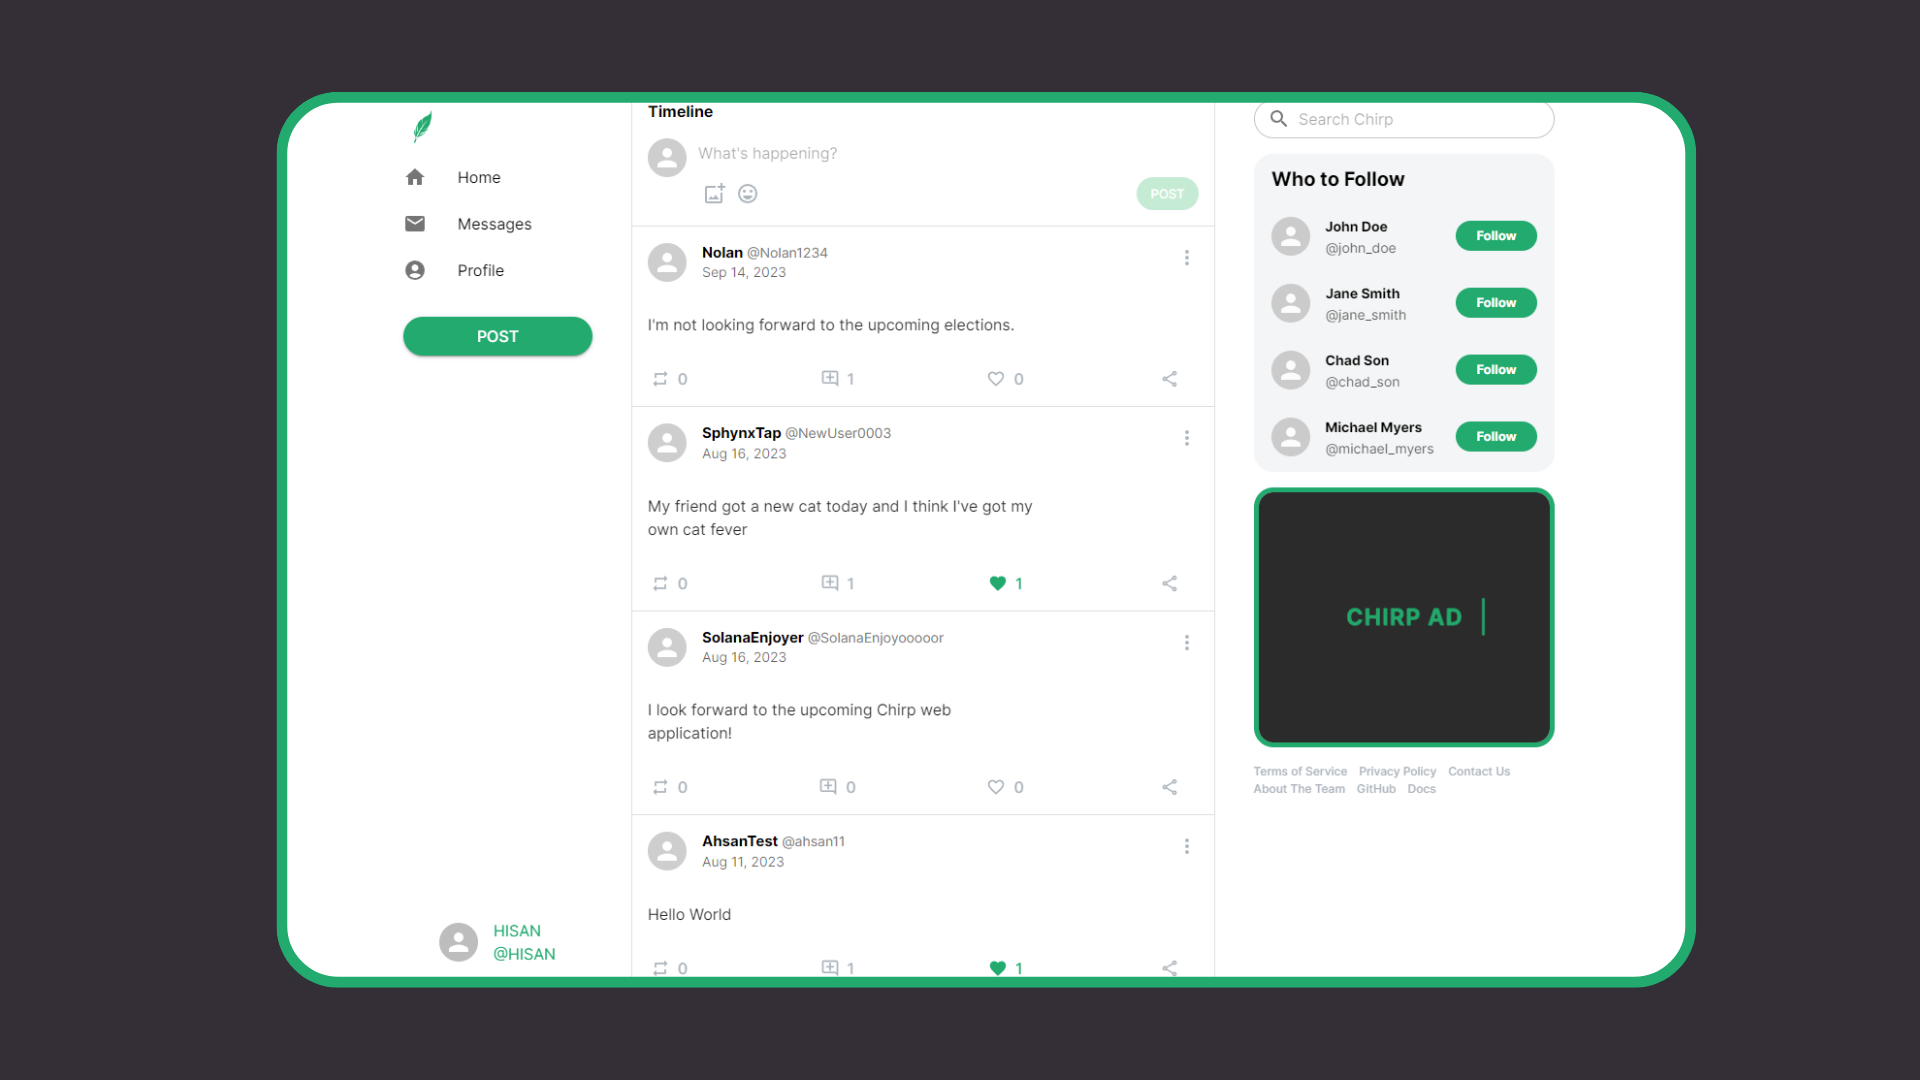 Home
Messages
Profile
POST
HISAN
@HISAN
Timeline
What's happening?
POST
Nolan @Nolan1234
Sep 14, 2023
I'm not looking forward to the upcoming elections.
0 1 0
SphynxTap @NewUser0003
Aug 16, 2023
My friend got a new cat today and I think I've got my
own cat fever
0 1 1
SolanaEnjoyer @SolanaEnjoyooooor
Aug 16, 2023
I look forward to the upcoming Chirp web
application!
0 0 0
AhsanTest @ahsan11
Aug 11, 2023
Hello World
0 1 1
Search Chirp
Who to Follow
John Doe
@john_doe
Follow
Jane Smith
@jane_smith
Follow
Chad Son
@chad_son
Follow
Michael Myers
@michael_myers
Follow
CHIRP AD
Terms of Service Privacy Policy Contact Us
About The Team GitHub Docs